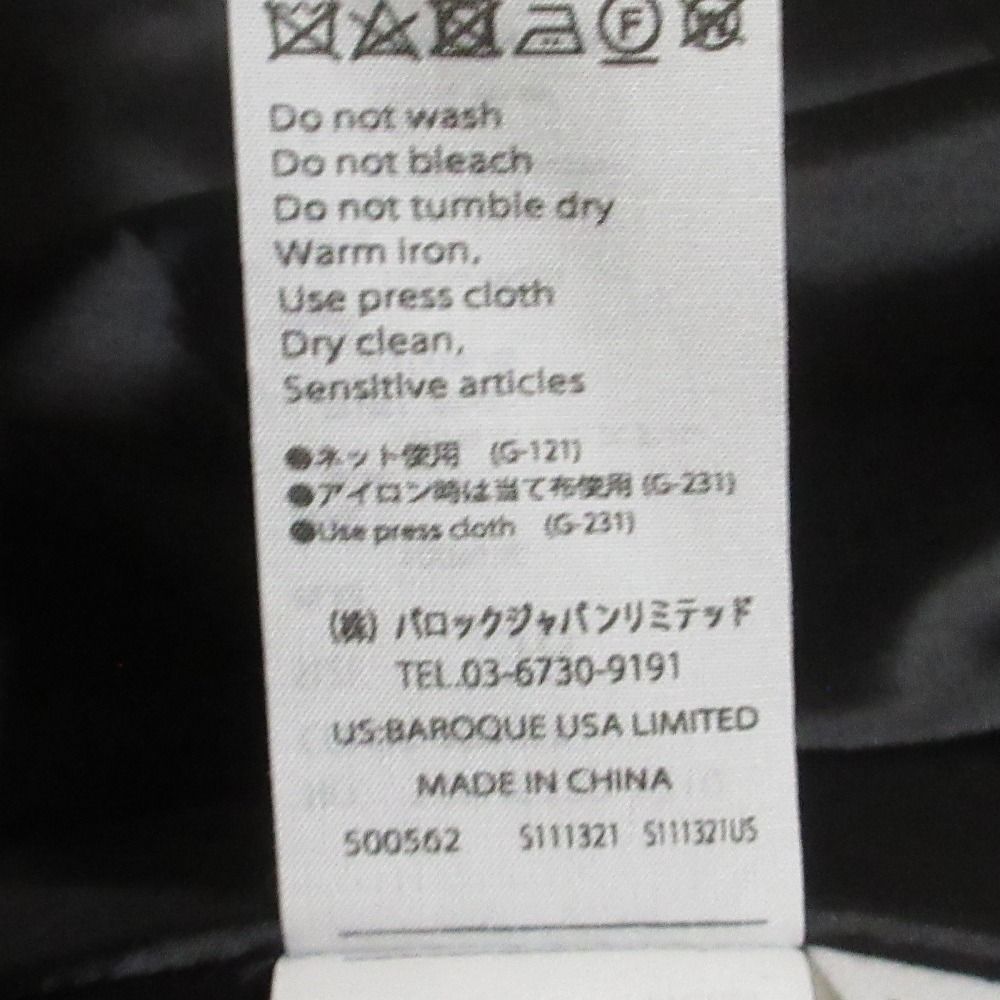 F
Do not wash
Do not bleach
Do not tumble dry
Warm iron,
Use press cloth
Dry clean,
Sensitive articles
●ネット使用 (G-121)
●アイロン時は当て布使用 (G-231)
●Use press cloth (G-231)
(株) バロックジャパンリミテッド
TEL.03-6730-9191
US:BAROQUE USA LIMITED
MADE IN CHINA
500562 S111321 S111321US